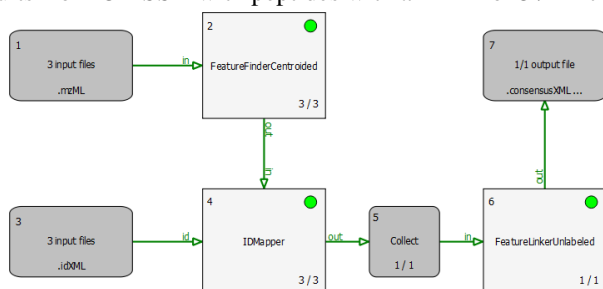 1
3 input files
.mzML
in
2
FeatureFinderCentroided
3 / 3
out
in
3
3 input files
.idXML
id
4
IDMapper
3 / 3
out
5
Collect
1 / 1
in
6
FeatureLinkerUnlabeled
1 / 1
out
7
1/1 output file
.consensusXML...